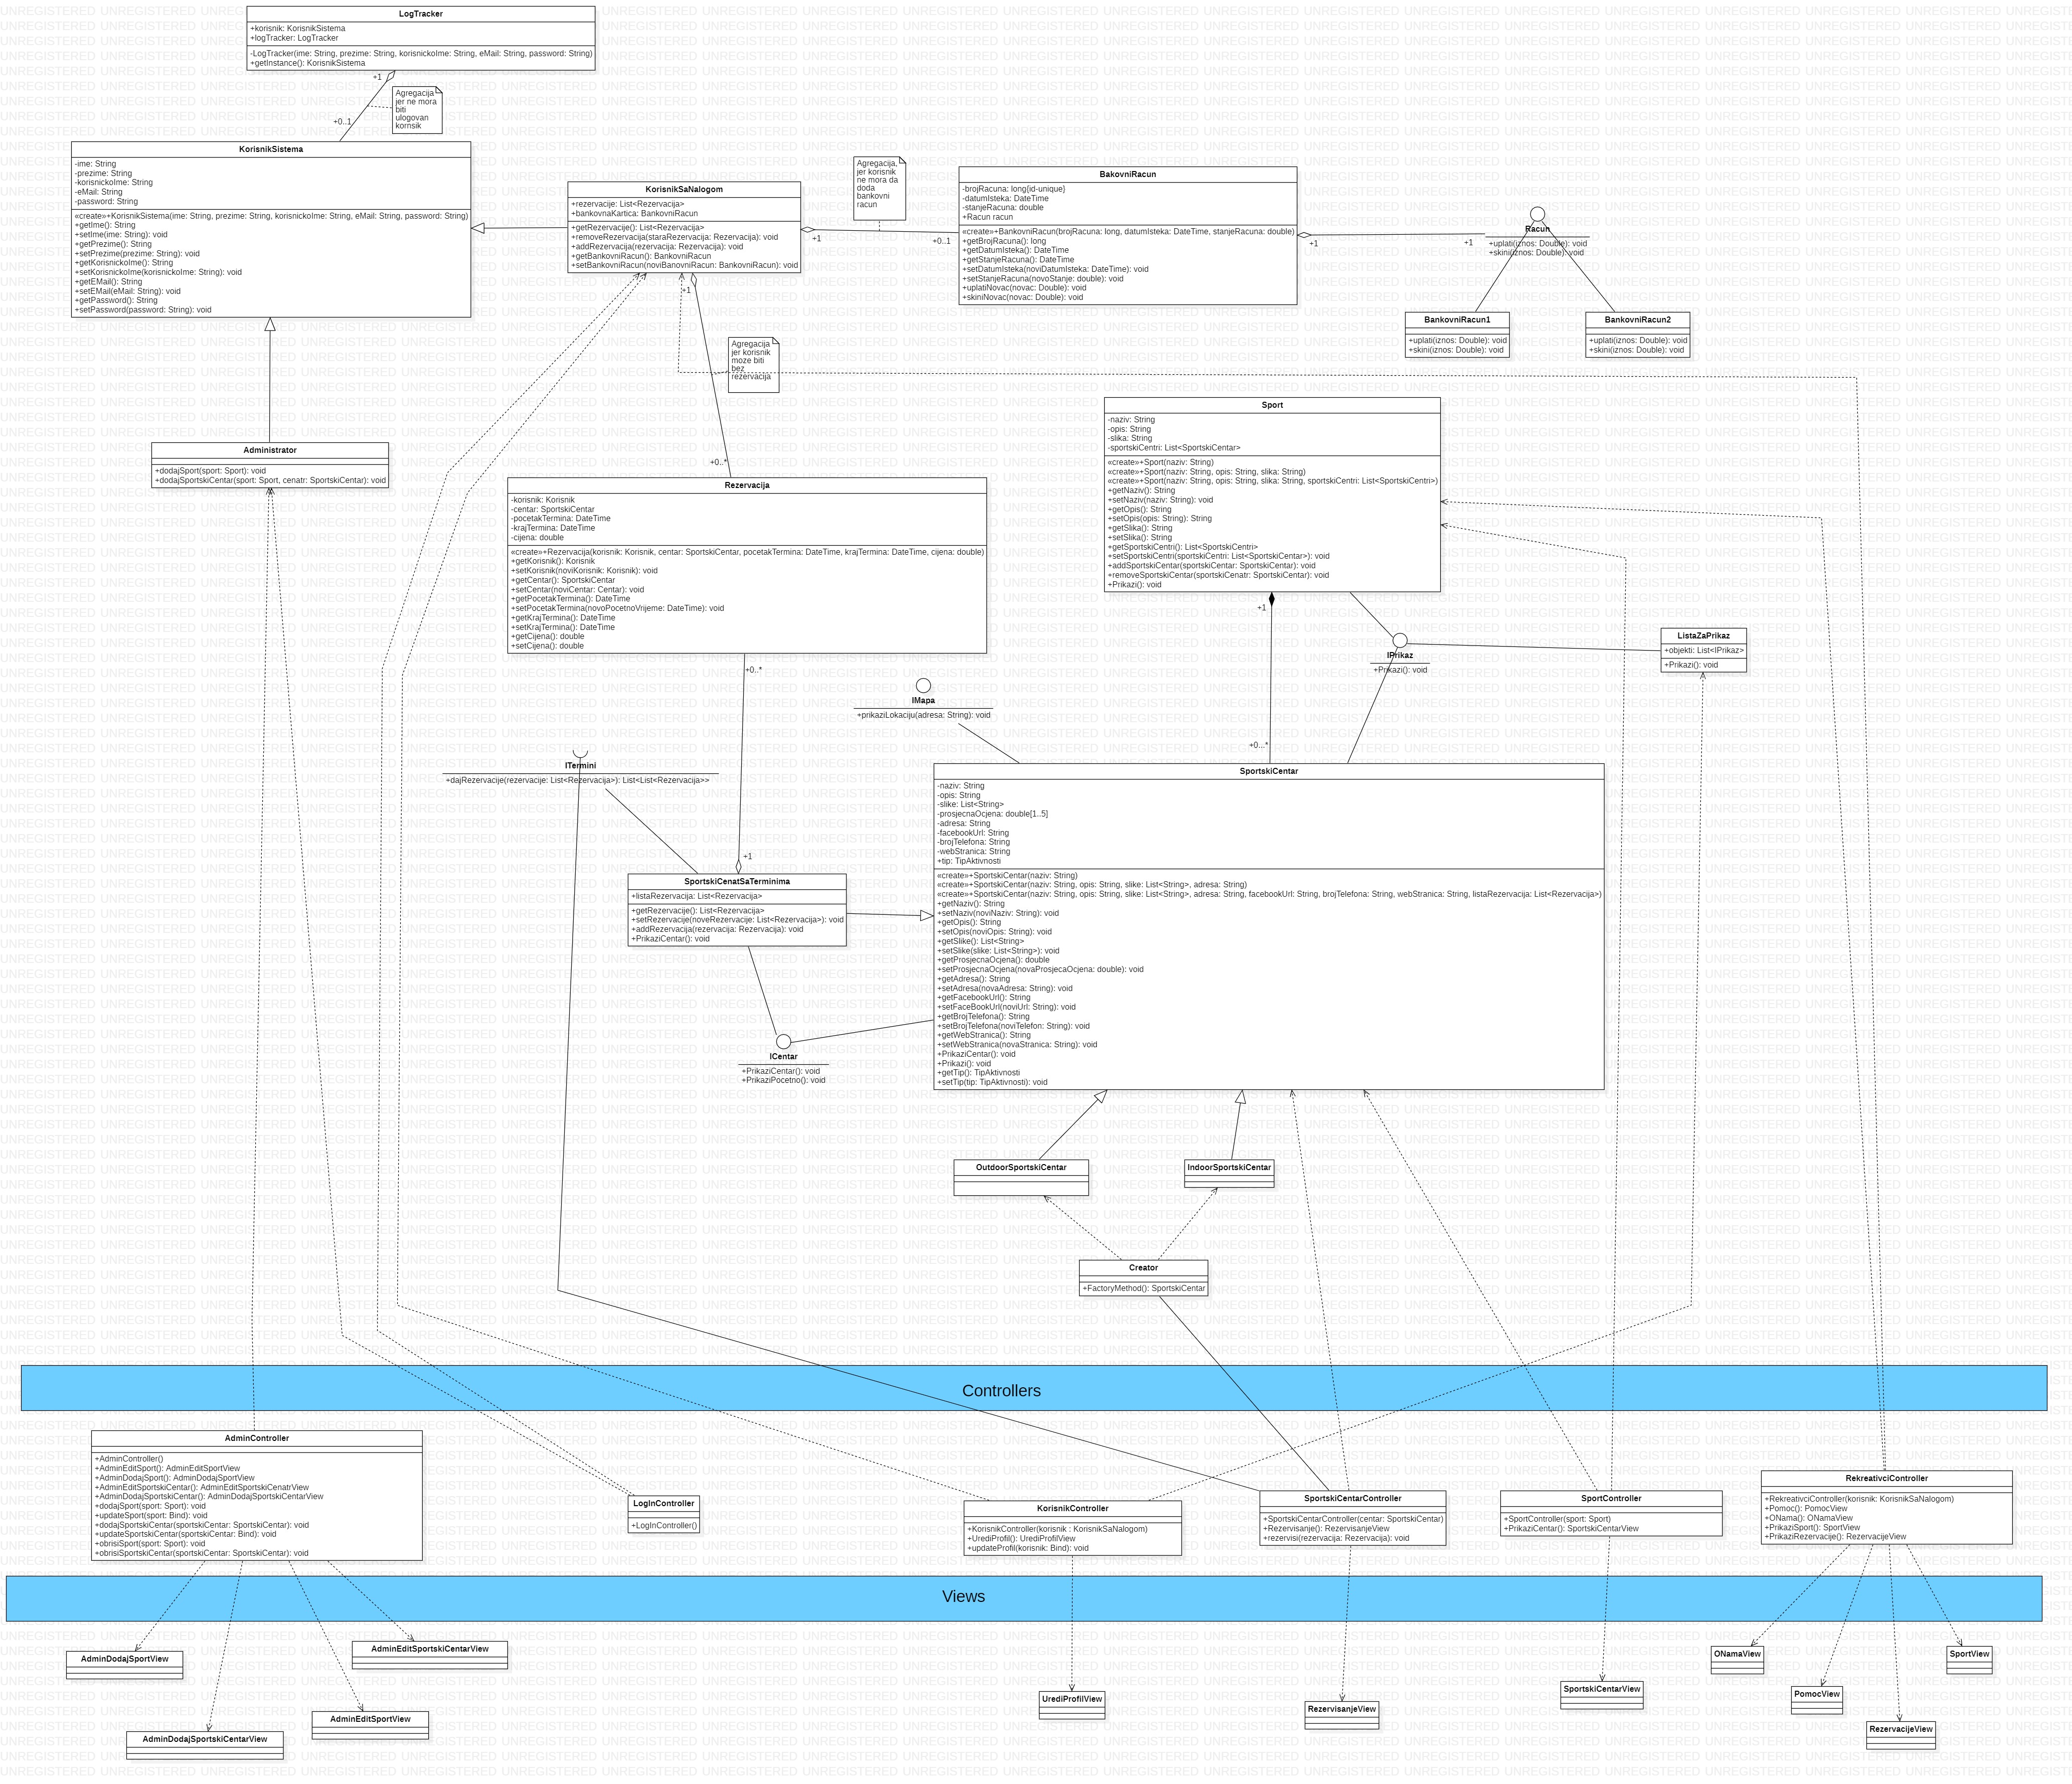 LogTracker
+korisnik: KorisnikSistema
+logTracker: LogTracker
-LogTracker(ime: String, prezime: String, korisnickoIme: String, eMail: String, password: String)
+getInstance(): KorisnikSistema
+1
Agregacija
jer ne mora
biti
ulogovan
kornsik
+0..1
KorisnikSistema
-ime: String
-prezime: String
-korisnickoIme: String
-eMail: String
-password: String
«create»+KorisnikSistema(ime: String, prezime: String, korisnickoIme: String, eMail: String, password: String)
+getIme(): String
+setIme(ime: String): void
+getPrezime(): String
+setPrezime(prezime: String): void
+getKorisnickoIme(): String
+setKorisnickoIme(korisnickoIme: String): void
+getEMail(): String
+setEMail(eMail: String): void
+getPassword(): String
+setPassword(password: String): void
KorisnikSaNalogom
+rezervacije: List<Rezervacija>
+bankovnaKartica: BankovniRacun
+getRezervacije(): List<Rezervacija>
+removeRezervacija(staraRezervacija: Rezervacija): void
+addRezervacija(rezervacija: Rezervacija): void
+getBankovniRacun(): BankovniRacun
+setBankovniRacun(noviBanovniRacun: BankovniRacun): void
+1
Agregacija,
jer korisnik
ne mora da
doda
bankovni
racun
+0..1
BakovniRacun
-brojRacuna: long{id-unique}
-datumIsteka: DateTime
-stanjeRacuna: double
+Racun racun
«create»+BankovniRacun(brojRacuna: long, datumIsteka: DateTime, stanjeRacuna: double)
+getBrojRacuna(): long
+getDatumIsteka(): DateTime
+getStanjeRacuna(): DateTime
+setDatumIsteka(noviDatumIsteka: DateTime): void
+setStanjeRacuna(novoStanje: double): void
+uplatiNovac(novac: Double): void
+skiniNovac(novac: Double): void
+1
+1
Racun
+uplati(iznos: Double): void
+skini(iznos: Double): void
BankovniRacun1
+uplati(iznos: Double): void
+skini(iznos: Double): void
BankovniRacun2
+uplati(iznos: Double): void
+skini(iznos: Double): void
+1
Agregacija
jer korisnik
moze biti
bez
rezervacija
+0..*
Administrator
+dodajSport(sport: Sport): void
+dodajSportskiCentar(sport: Sport, cenatr: SportskiCentar): void
Rezervacija
-korisnik: Korisnik
-centar: SportskiCentar
-pocetakTermina: DateTime
-krajTermina: DateTime
-cijena: double
«create»+Rezervacija(korisnik: Korisnik, centar: SportskiCentar, pocetakTermina: DateTime, krajTermina: DateTime, cijena: double)
+getKorisnik(): Korisnik
+setKorisnik(noviKorisnik: Korisnik): void
+getCentar(): SportskiCentar
+setCentar(noviCentar: Centar): void
+getPocetakTermina(): DateTime
+setPocetakTermina(novoPocetnoVrijeme: DateTime): void
+getKrajTermina(): DateTime
+setKrajTermina(): DateTime
+getCijena(): double
+setCijena(): double
Sport
-naziv: String
-opis: String
-slika: String
-sportskiCentri: List<SportskiCentar>
«create»+Sport(naziv: String)
«create»+Sport(naziv: String, opis: String, slika: String)
«create»+Sport(naziv: String, opis: String, slika: String, sportskiCentri: List<SportskiCentri>)
+getNaziv(): String
+setNaziv(naziv: String): void
+getOpis(): String
+setOpis(opis: String): String
+getSlika(): String
+setSlika(): String
+getSportskiCentri(): List<SportskiCentri>
+setSportskiCentri(sportskiCentri: List<SportskiCentar>): void
+addSportskiCentar(sportskiCentar: SportskiCentar): void
+removeSportskiCentar(sportskiCenatr: SportskiCentar): void
+Prikazi(): void
+1
IPrikaz
+Prikazi(): void
ListaZaPrikaz
+objekti: List<IPrikaz>
+Prikazi(): void
+0..*
IMapa
+prikaziLokaciju(adresa: String): void
+0...*
ITermini
+dajRezervacije(rezervacije: List<Rezervacija>): List<List<Rezervacija>>
+1
SportskiCenatSaTerminima
+listaRezervacija: List<Rezervacija>
+getRezervacije(): List<Rezervacija>
+setRezervacije(noveRezervacije: List<Rezervacija>): void
+addRezervacija(rezervacija: Rezervacija): void
+PrikaziCentar(): void
SportskiCentar
-naziv: String
-opis: String
-slike: List<String>
-prosjecnaOcjena: double[1..5]
-adresa: String
-facebookUrl: String
-brojTelefona: String
-webStranica: String
+tip: TipAktivnosti
«create»+SportskiCentar(naziv: String)
«create»+SportskiCentar(naziv: String, opis: String, slike: List<String>, adresa: String)
«create»+SportskiCentar(naziv: String, opis: String, slike: List<String>, adresa: String, facebookUrl: String, brojTelefona: String, webStranica: String, listaRezervacija: List<Rezervacija>)
+getNaziv(): String
+setNaziv(noviNaziv: String): void
+getOpis(): String
+setOpis(noviOpis: String): void
+getSlike(): List<String>
+setSlike(slike: List<String>): void
+getProsjecnaOcjena(): double
+setProsjecnaOcjena(novaProsjecaOcjena: double): void
+getAdresa(): String
+setAdresa(novaAdresa: String): void
+getFacebookUrl(): String
+setFaceBookUrl(noviUrl: String): void
+getBrojTelefona(): String
+setBrojTelefona(noviTelefon: String): void
+getWebStranica(): String
+setWebStranica(novaStranica: String): void
+PrikaziCentar(): void
+Prikazi(): void
+getTip(): TipAktivnosti
+setTip(tip: TipAktivnosti): void
ICentar
+PrikaziCentar(): void
+PrikaziPocetno(): void
OutdoorSportskiCentar
IndoorSportskiCentar
Creator
+FactoryMethod(): SportskiCentar
Controllers
AdminController
+AdminController()
+AdminEditSport(): AdminEditSportView
+AdminDodajSport(): AdminDodajSportView
+AdminEditSportskiCentar(): AdminEditSportskiCenatrView
+AdminDodajSportskiCentar(): AdminDodajSportskiCentarView
+dodajSport(sport: Sport): void
+updateSport(sport: Bind): void
+dodajSportskiCentar(sportskiCentar: SportskiCentar): void
+updateSportskiCentar(sportskiCentar: Bind): void
+obrisiSport(sport: Sport): void
+obrisiSportskiCentar(sportskiCentar: SportskiCentar): void
LogInController
+LogInController()
KorisnikController
+KorisnikController(korisnik : KorisnikSaNalogom)
+UrediProfil(): UrediProfilView
+updateProfil(korisnik: Bind): void
SportskiCentarController
+SportskiCentarController(centar: SportskiCentar)
+Rezervisanje(): RezervisanjeView
+rezervisi(rezervacija: Rezervacija): void
SportController
+SportController(sport: Sport)
+PrikaziCentar(): SportskiCentarView
RekreativciController
+RekreativciController(korisnik: KorisnikSaNalogom)
+Pomoc(): PomocView
+ONama(): ONamaView
+PrikaziSport(): SportView
+PrikaziRezervacije(): RezervacijeView
Views
AdminDodajSportView
AdminEditSportskiCentarView
AdminDodajSportskiCentarView
AdminEditSportView
UrediProfilView
RezervisanjeView
SportskiCentarView
ONamaView
PomocView
RezervacijeView
SportView